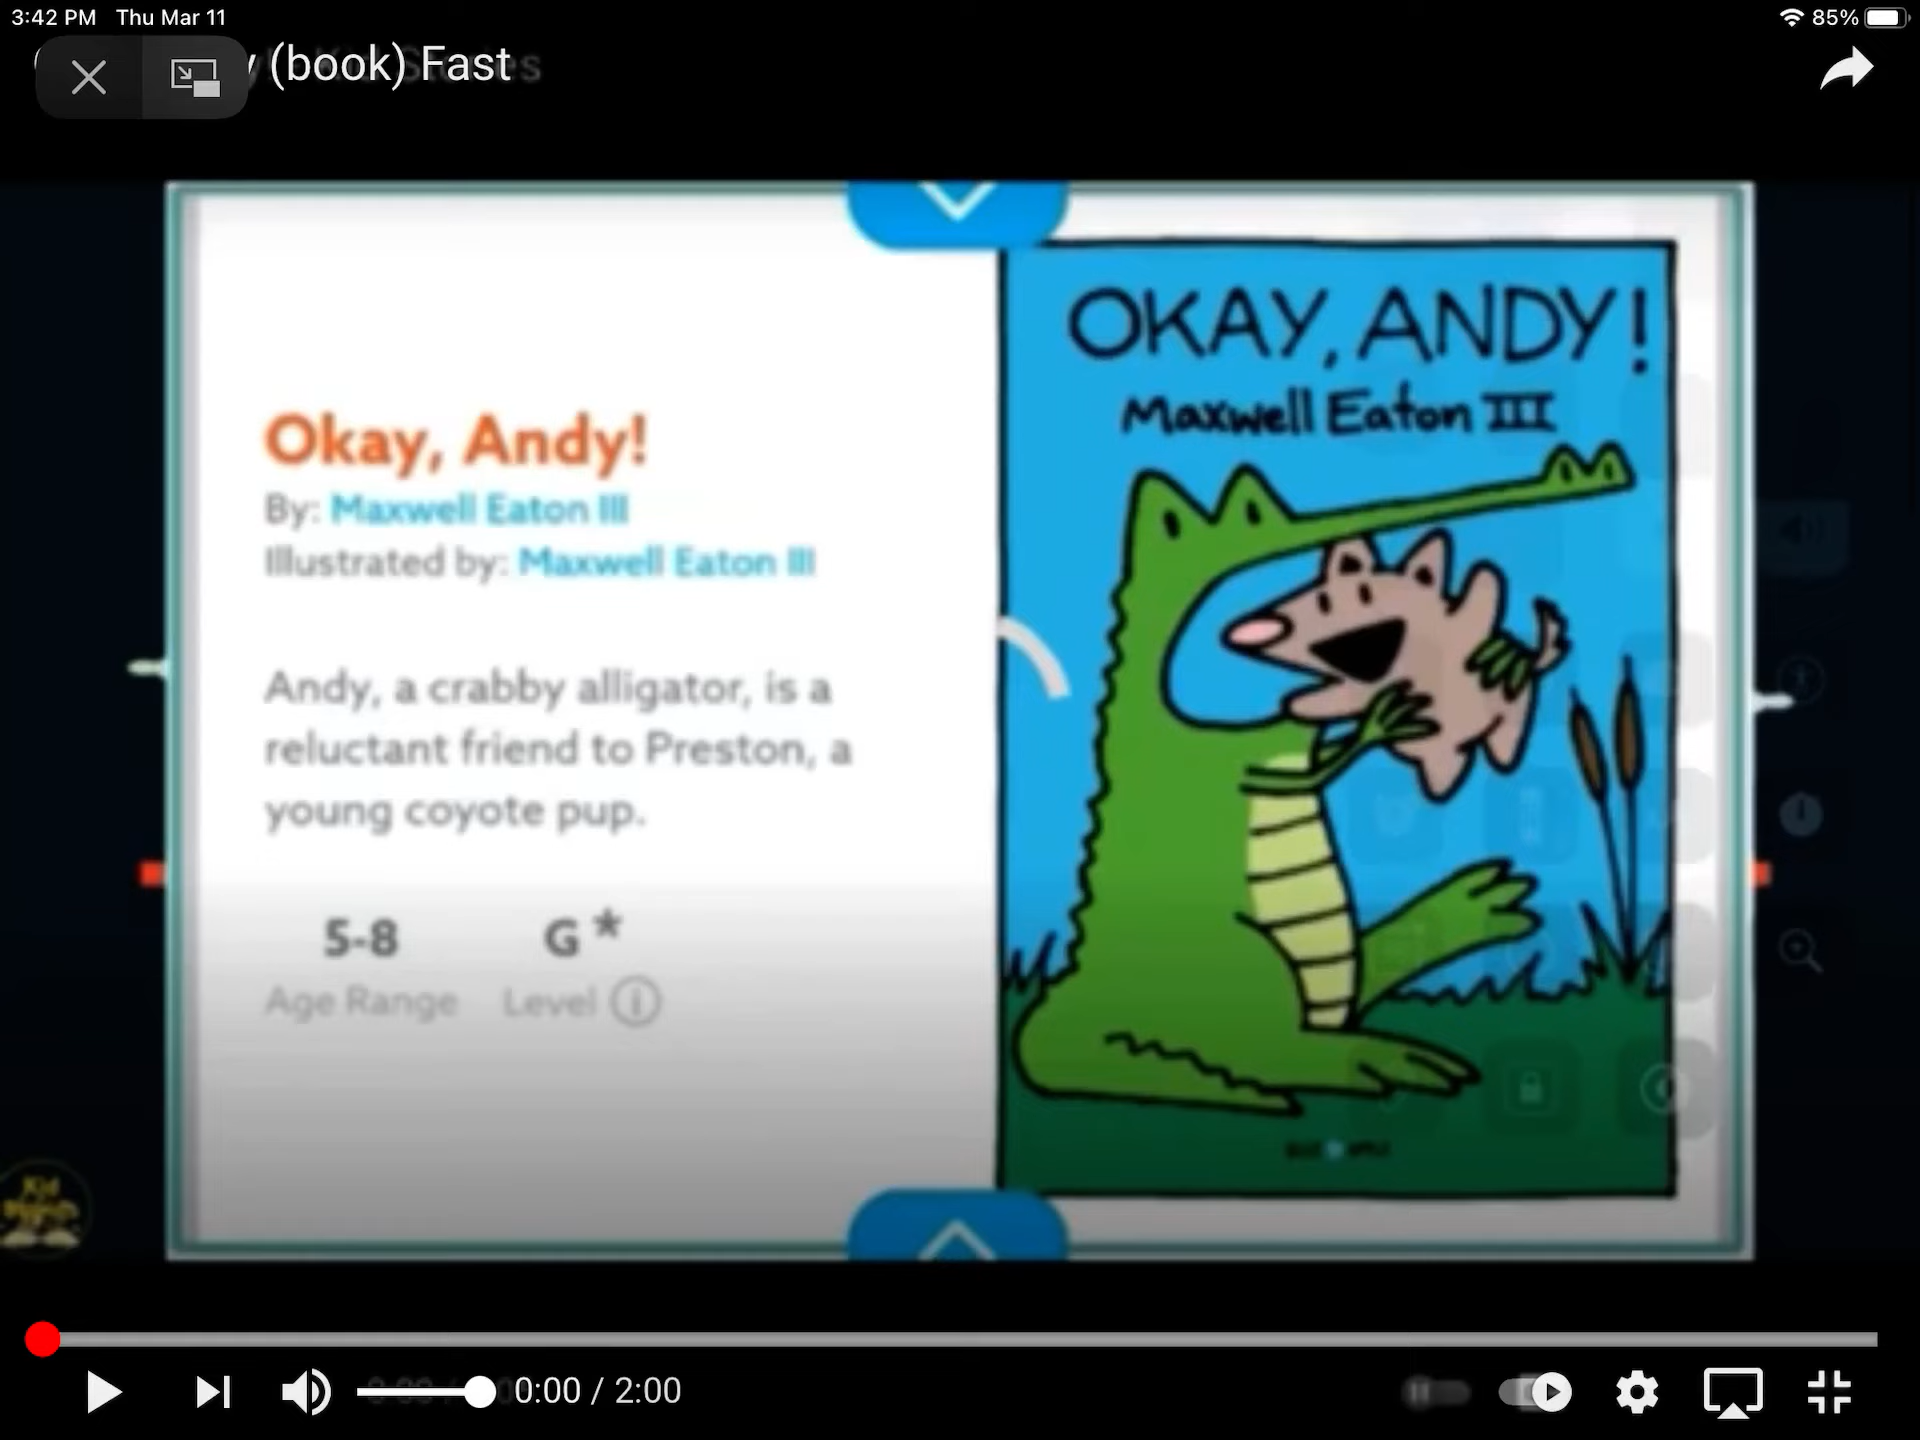 3:42 PM Thu Mar 11
85%
(book) Fast
Okay, Andy!
By: Maxwell Eaton III
Illustrated by: Maxwell Eaton III
Andy, a crabby alligator, is a
reluctant friend to Preston, a
young coyote pup.
5-8 G*
Age Range Level
OKAY, ANDY!
Maxwell Eaton III
Kid
0:00 / 2:00